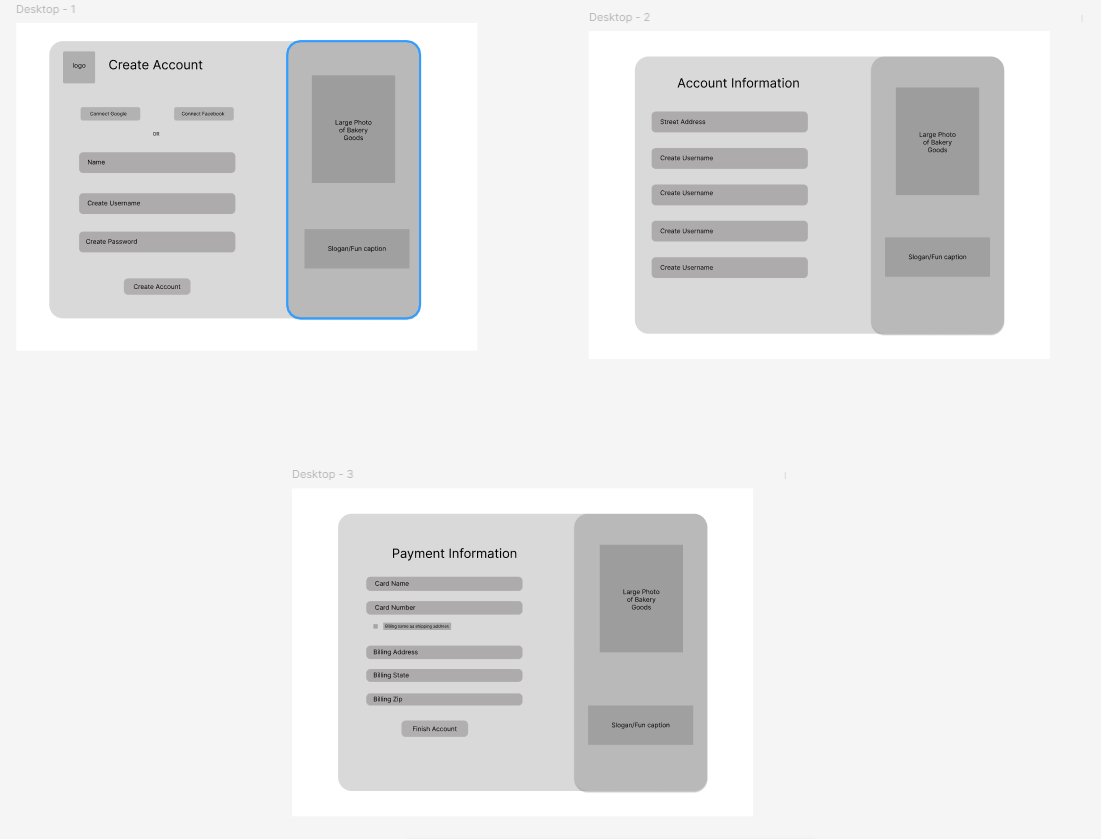 Desktop - 1
logo
Create Account
Connect Google
Connect Facebook
OR
Name
Create Username
Create Password
Create Account
Large Photo
of Bakery
Goods
Slogan/Fun caption
Desktop - 2
Account Information
Street Address
Create Username
Create Username
Create Username
Create Username
Large Photo
of Bakery
Goods
Slogan/Fun caption
Desktop - 3
Payment Information
Card Name
Card Number
Billing same as shipping address
Billing Address
Billing State
Billing Zip
Finish Account
Large Photo
of Bakery
Goods
Slogan/Fun caption